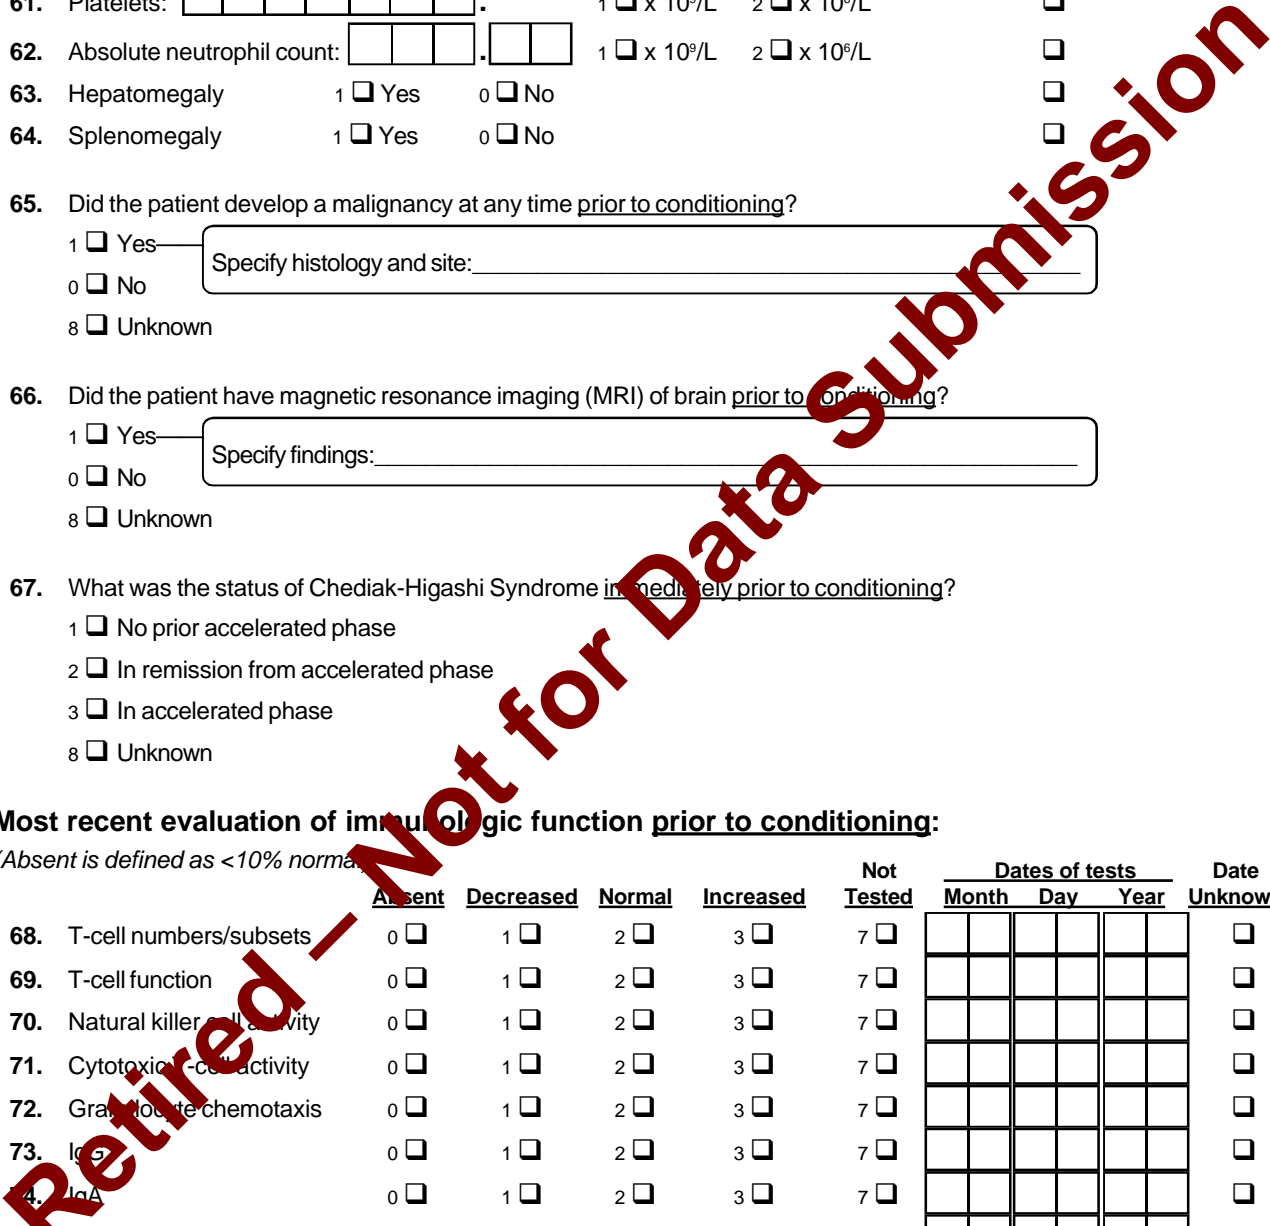 61. Platelets: . 1 ❑ x 10⁹/L 2 ❑ x 10⁶/L ❑
62. Absolute neutrophil count: . 1 ❑ x 10⁹/L 2 ❑ x 10⁶/L ❑
63. Hepatomegaly 1 ❑ Yes 0 ❑ No ❑
64. Splenomegaly 1 ❑ Yes 0 ❑ No ❑
65. Did the patient develop a malignancy at any time prior to conditioning?
1 ❑ Yes
Specify histology and site:
0 ❑ No
8 ❑ Unknown
66. Did the patient have magnetic resonance imaging (MRI) of brain prior to conditioning?
1 ❑ Yes
Specify findings:
0 ❑ No
8 ❑ Unknown
67. What was the status of Chediak-Higashi Syndrome immediately prior to conditioning?
1 ❑ No prior accelerated phase
2 ❑ In remission from accelerated phase
3 ❑ In accelerated phase
8 ❑ Unknown
Most recent evaluation of immunologic function prior to conditioning:
(Absent is defined as <10% normal)
Not Dates of tests Date
Absent Decreased Normal Increased Tested Month Day Year Unknow
68. T-cell numbers/subsets 0 ❑ 1 ❑ 2 ❑ 3 ❑ 7 ❑ ❑
69. T-cell function 0 ❑ 1 ❑ 2 ❑ 3 ❑ 7 ❑ ❑
70. Natural killer cell activity 0 ❑ 1 ❑ 2 ❑ 3 ❑ 7 ❑ ❑
71. Cytotoxic T-cell activity 0 ❑ 1 ❑ 2 ❑ 3 ❑ 7 ❑ ❑
72. Granulocyte chemotaxis 0 ❑ 1 ❑ 2 ❑ 3 ❑ 7 ❑ ❑
73. IgG 0 ❑ 1 ❑ 2 ❑ 3 ❑ 7 ❑ ❑
74. IgA 0 ❑ 1 ❑ 2 ❑ 3 ❑ 7 ❑ ❑
Retired – Not for Data Submission